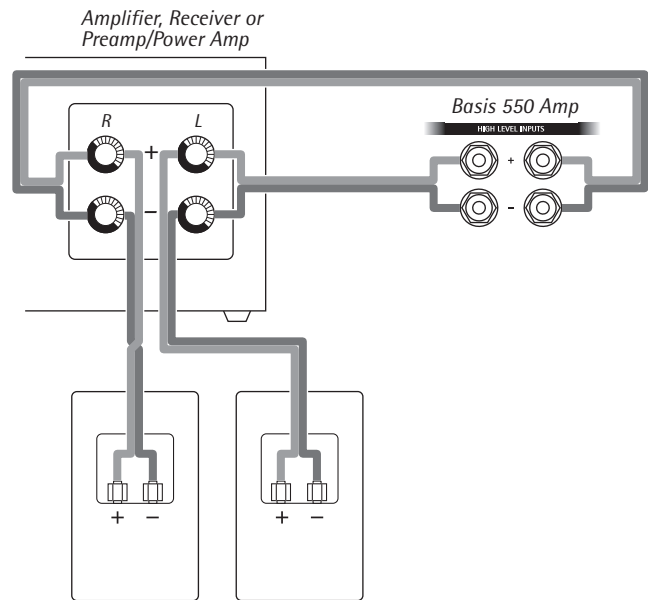 Amplifier, Receiver or
Preamp/Power Amp
R L
+
–
Basis 550 Amp
HIGH LEVEL INPUTS
+
-
+ – + –